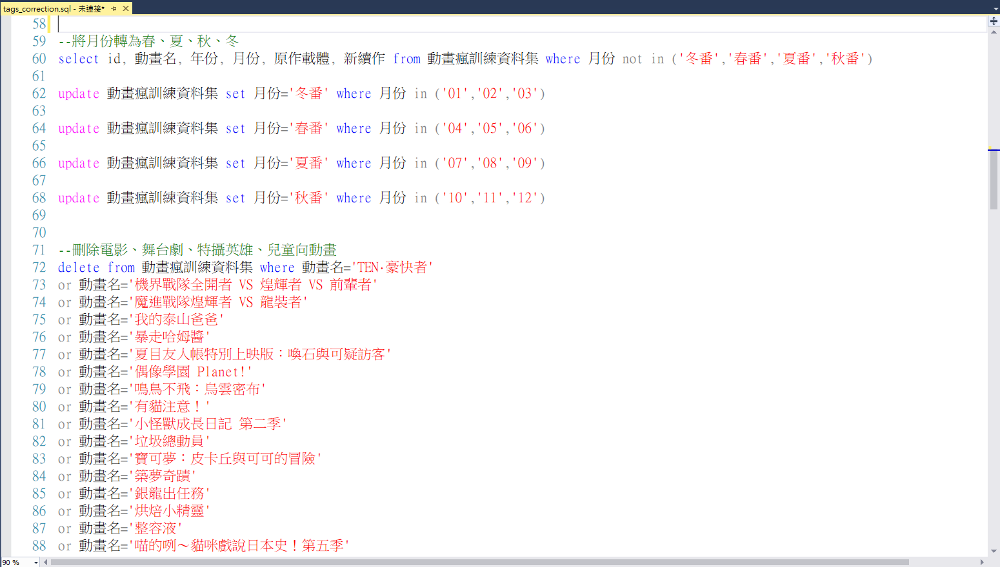 tags_correction.sql - 未連接*
58
59 --將月份轉為春、夏、秋、冬
60 select id, 動畫名, 年份, 月份, 原作載體, 新續作 from 動畫瘋訓練資料集 where 月份 not in ('冬番','春番','夏番','秋番')
61
62 update 動畫瘋訓練資料集 set 月份='冬番' where 月份 in ('01','02','03')
63
64 update 動畫瘋訓練資料集 set 月份='春番' where 月份 in ('04','05','06')
65
66 update 動畫瘋訓練資料集 set 月份='夏番' where 月份 in ('07','08','09')
67
68 update 動畫瘋訓練資料集 set 月份='秋番' where 月份 in ('10','11','12')
69
70
71 --刪除電影、舞台劇、特攝英雄、兒童向動畫
72 delete from 動畫瘋訓練資料集 where 動畫名='TEN·豪快者'
73 or 動畫名='機界戰隊全開者 VS 煌輝者 VS 前輩者'
74 or 動畫名='魔進戰隊煌輝者 VS 龍裝者'
75 or 動畫名='我的泰山爸爸'
76 or 動畫名='暴走哈姆醬'
77 or 動畫名='夏目友人帳特別上映版：喚石與可疑訪客'
78 or 動畫名='偶像學園 Planet!'
79 or 動畫名='鳴鳥不飛：烏雲密布'
80 or 動畫名='有貓注意！'
81 or 動畫名='小怪獸成長日記 第二季'
82 or 動畫名='垃圾總動員'
83 or 動畫名='寶可夢：皮卡丘與可可的冒險'
84 or 動畫名='築夢奇蹟'
85 or 動畫名='銀龍出任務'
86 or 動畫名='烘焙小精靈'
87 or 動畫名='整容液'
88 or 動畫名='喵的咧～貓咪戲說日本史！第五季'
90 %